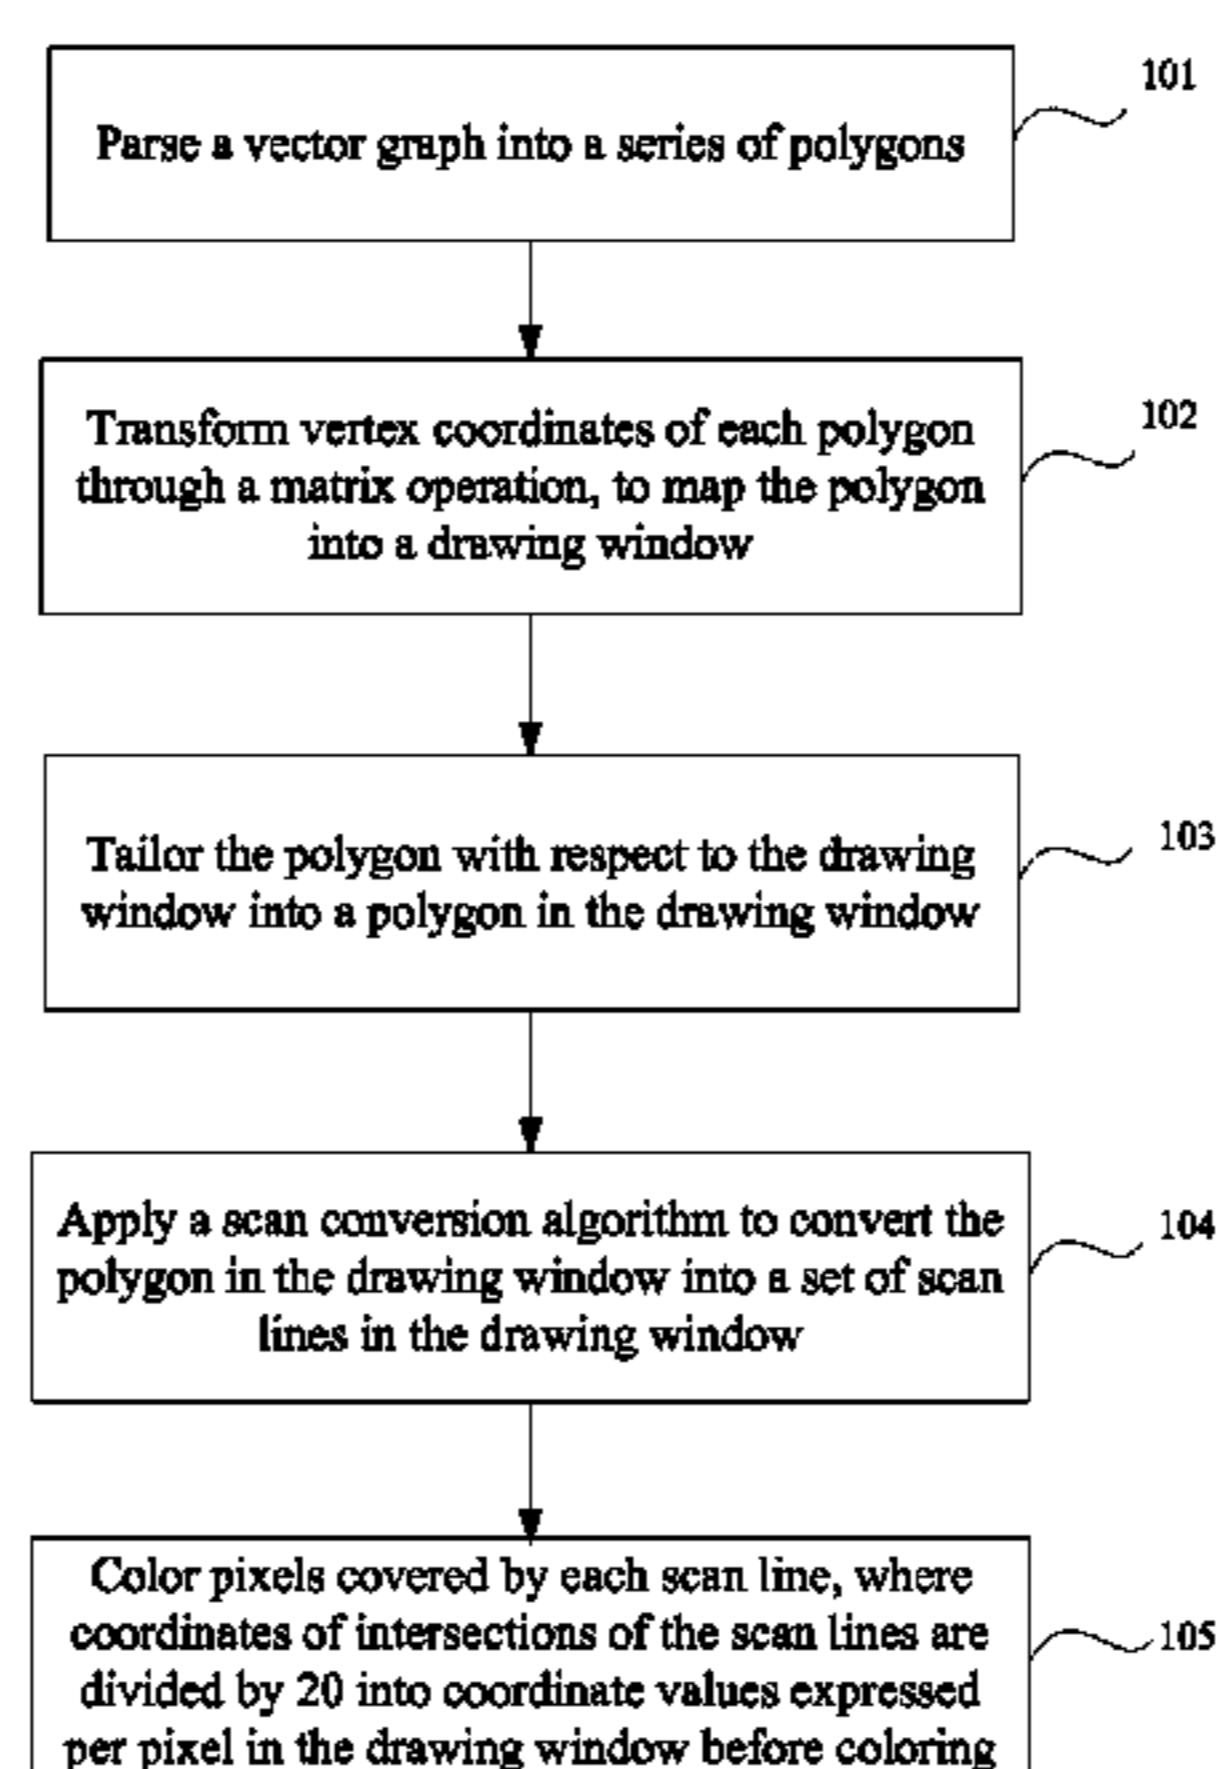 101
Parse a vector graph into a series of polygons
102
Transform vertex coordinates of each polygon
through a matrix operation, to map the polygon
into a drawing window
103
Tailor the polygon with respect to the drawing
window into a polygon in the drawing window
104
Apply a scan conversion algorithm to convert the
polygon in the drawing window into a set of scan
lines in the drawing window
Color pixels covered by each scan line, where
coordinates of intersections of the scan lines are
105
divided by 20 into coordinate values expressed
per pixel in the drawing window before coloring